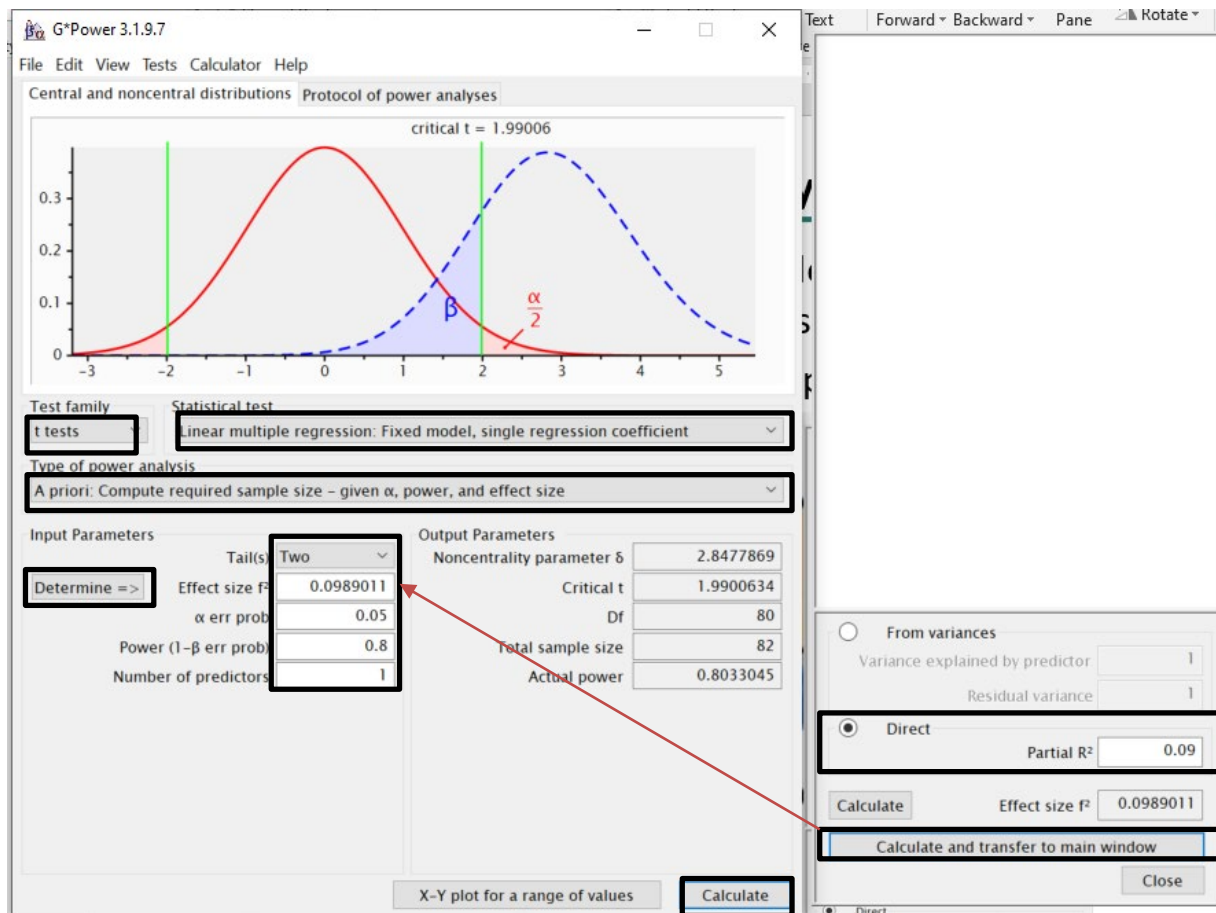 G*Power 3.1.9.7
Text
Forward Backward Pane
Rotate
File Edit View Tests Calculator Help
Central and noncentral distributions Protocol of power analyses
critical t = 1.99006
0.3
0.2
0.1
0
β
α
2
-3 -2 -1 0 1 2 3 4 5
Test family Statistical test
t tests Linear multiple regression: Fixed model, single regression coefficient
Type of power analysis
A priori: Compute required sample size – given α, power, and effect size
Input Parameters
Tail(s) Two
Determine => Effect size f² 0.0989011
α err prob 0.05
Power (1-β err prob) 0.8
Number of predictors 1
Output Parameters
Noncentrality parameter δ 2.8477869
Critical t 1.9900634
Df 80
Total sample size 82
Actual power 0.8033045
X-Y plot for a range of values Calculate
From variances
Variance explained by predictor 1
Residual variance 1
Direct
Partial R² 0.09
Calculate Effect size f² 0.0989011
Calculate and transfer to main window
Close
Direct